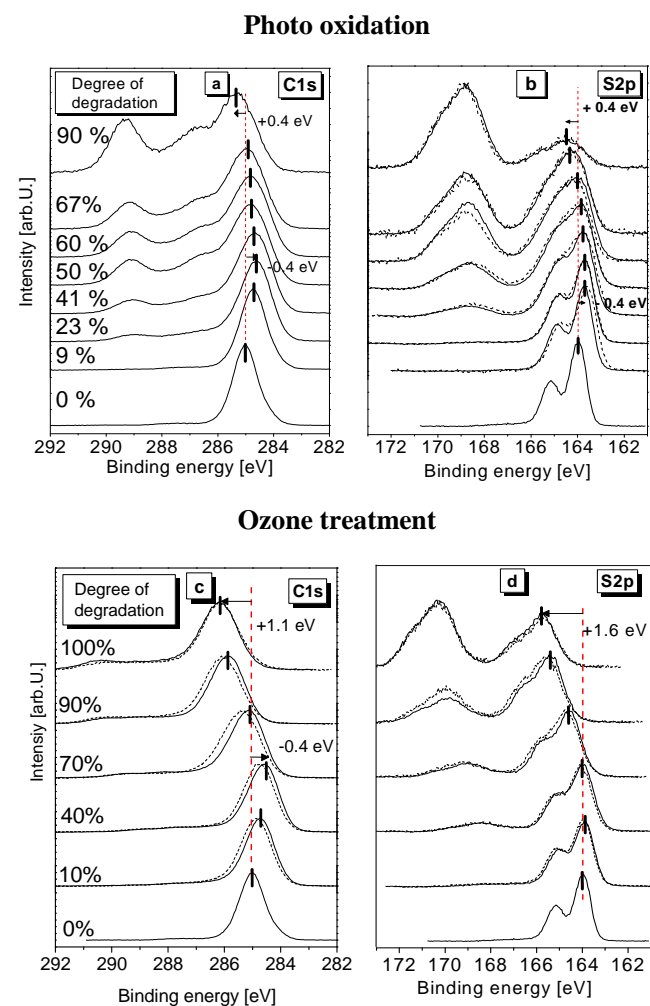 Photo oxidation
Degree of
degradation
a
C1s
b
S2p
+0.4 eV
+ 0.4 eV
90 %
67%
60 %
50 %
41 %
23 %
9 %
0 %
-0.4 eV
- 0.4 eV
Intensity [arb.U.]
292 290 288 286 284 282
172 170 168 166 164 162
Binding energy [eV]
Binding energy [eV]
Ozone treatment
Degree of
degradation
c
C1s
d
S2p
+1.1 eV
+1.6 eV
100%
90%
70%
40%
10%
0%
-0.4 eV
Intensiy [arb.U.]
292 290 288 286 284 282
172 170 168 166 164 162
Binding energy [eV]
Binding energy [eV]